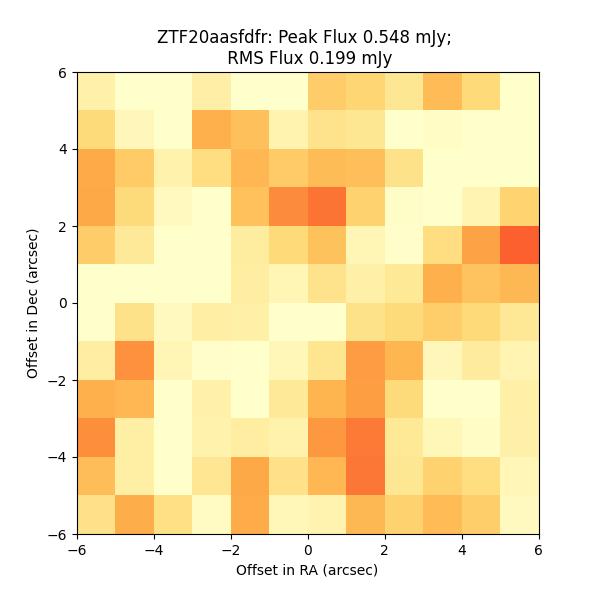 ZTF20aasfdfr: Peak Flux 0.548 mJy;
RMS Flux 0.199 mJy
6
4
2
0
−2
−4
−6
Offset in Dec (arcsec)
−6 −4 −2 0 2 4 6
Offset in RA (arcsec)